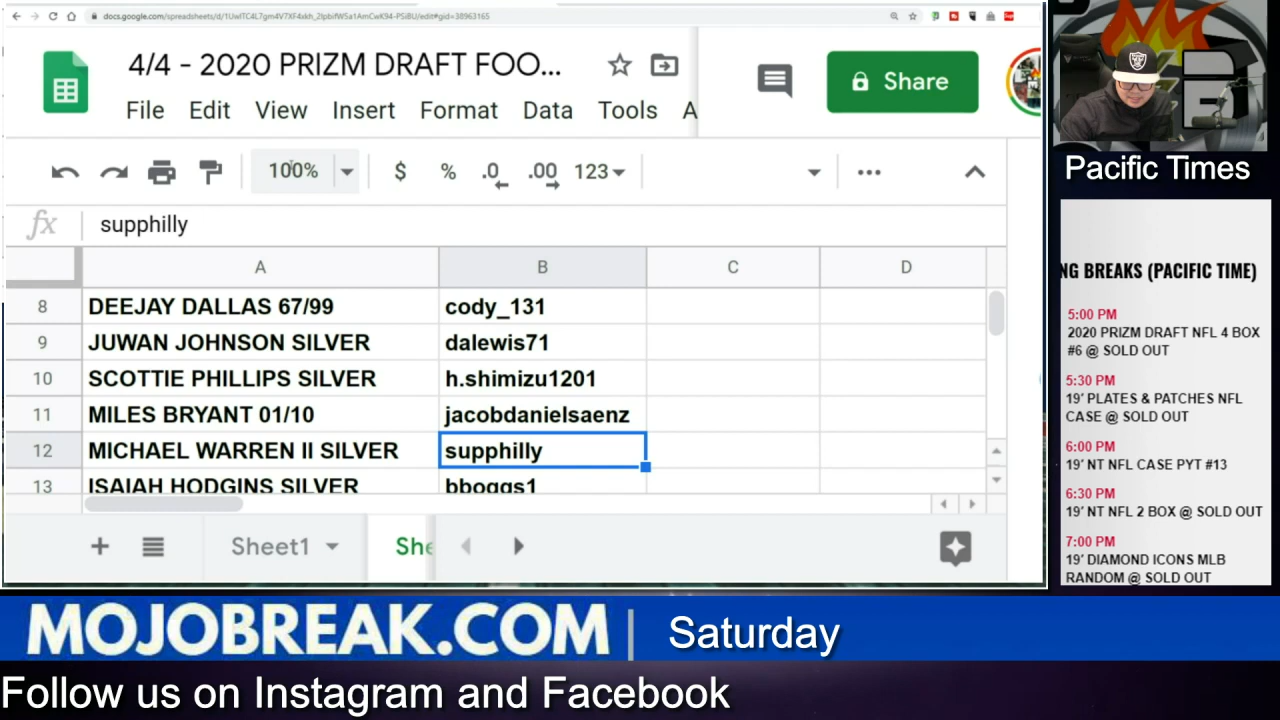 4/4 - 2020 PRIZM DRAFT FOO...
Share
File Edit View Insert Format Data Tools A
100% $ % .0 .00 123
fx supphilly
A B C D
8 DEEJAY DALLAS 67/99 cody_131
9 JUWAN JOHNSON SILVER dalewis71
10 SCOTTIE PHILLIPS SILVER h.shimizu1201
11 MILES BRYANT 01/10 jacobdanielsaenz
12 MICHAEL WARREN II SILVER supphilly
13 ISAIAH HODGINS SILVER bboggs1
Sheet1 She
Pacific Times
NG BREAKS (PACIFIC TIME)
5:00 PM
2020 PRIZM DRAFT NFL 4 BOX
#6 @ SOLD OUT
5:30 PM
19' PLATES & PATCHES NFL
CASE @ SOLD OUT
6:00 PM
19' NT NFL CASE PYT #13
6:30 PM
19' NT NFL 2 BOX @ SOLD OUT
7:00 PM
19' DIAMOND ICONS MLB
RANDOM @ SOLD OUT
MOJOBREAK.COM | Saturday
Follow us on Instagram and Facebook